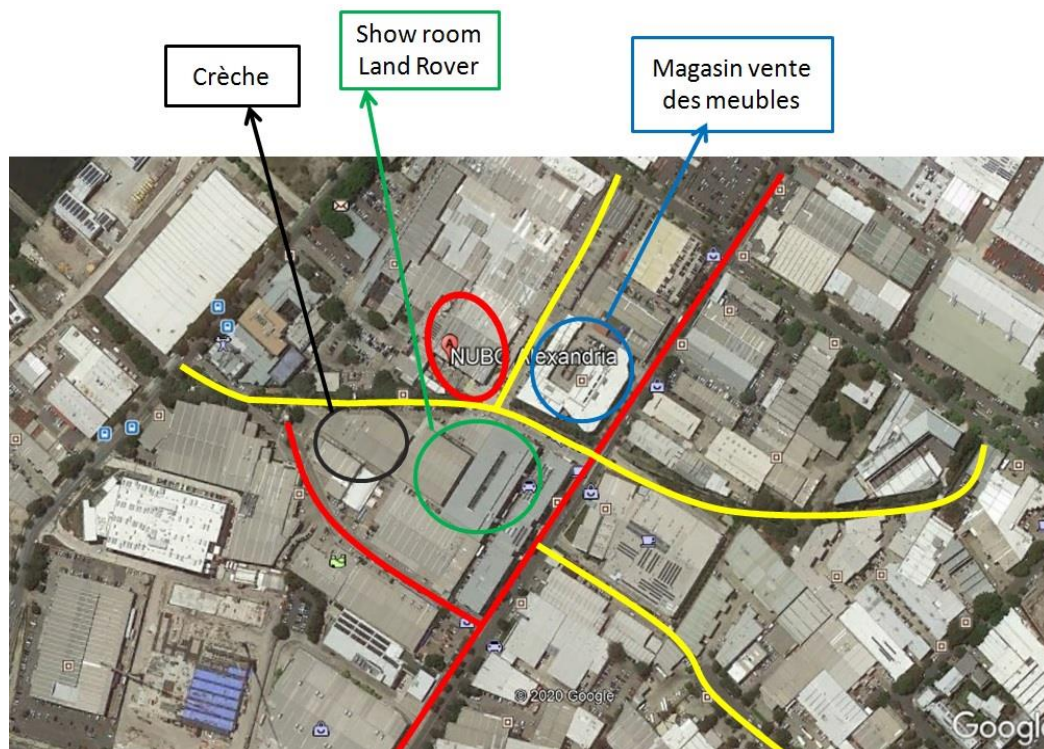 Crèche
Show room
Land Rover
Magasin vente
des meubles
A
NUBO Alexandria
© 2020 Google
Google